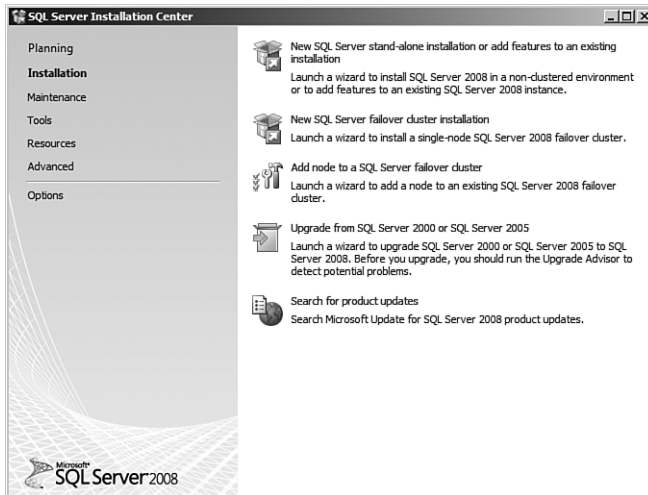 SQL Server Installation Center
Planning
Installation
Maintenance
Tools
Resources
Advanced
Options
New SQL Server stand-alone installation or add features to an existing
installation
Launch a wizard to install SQL Server 2008 in a non-clustered environment
or to add features to an existing SQL Server 2008 instance.
New SQL Server failover cluster installation
Launch a wizard to install a single-node SQL Server 2008 failover cluster.
Add node to a SQL Server failover cluster
Launch a wizard to add a node to an existing SQL Server 2008 failover
cluster.
Upgrade from SQL Server 2000 or SQL Server 2005
Launch a wizard to upgrade SQL Server 2000 or SQL Server 2005 to SQL
Server 2008. Before you upgrade, you should run the Upgrade Advisor to
detect potential problems.
Search for product updates
Search Microsoft Update for SQL Server 2008 product updates.
Microsoft
SQL Server 2008